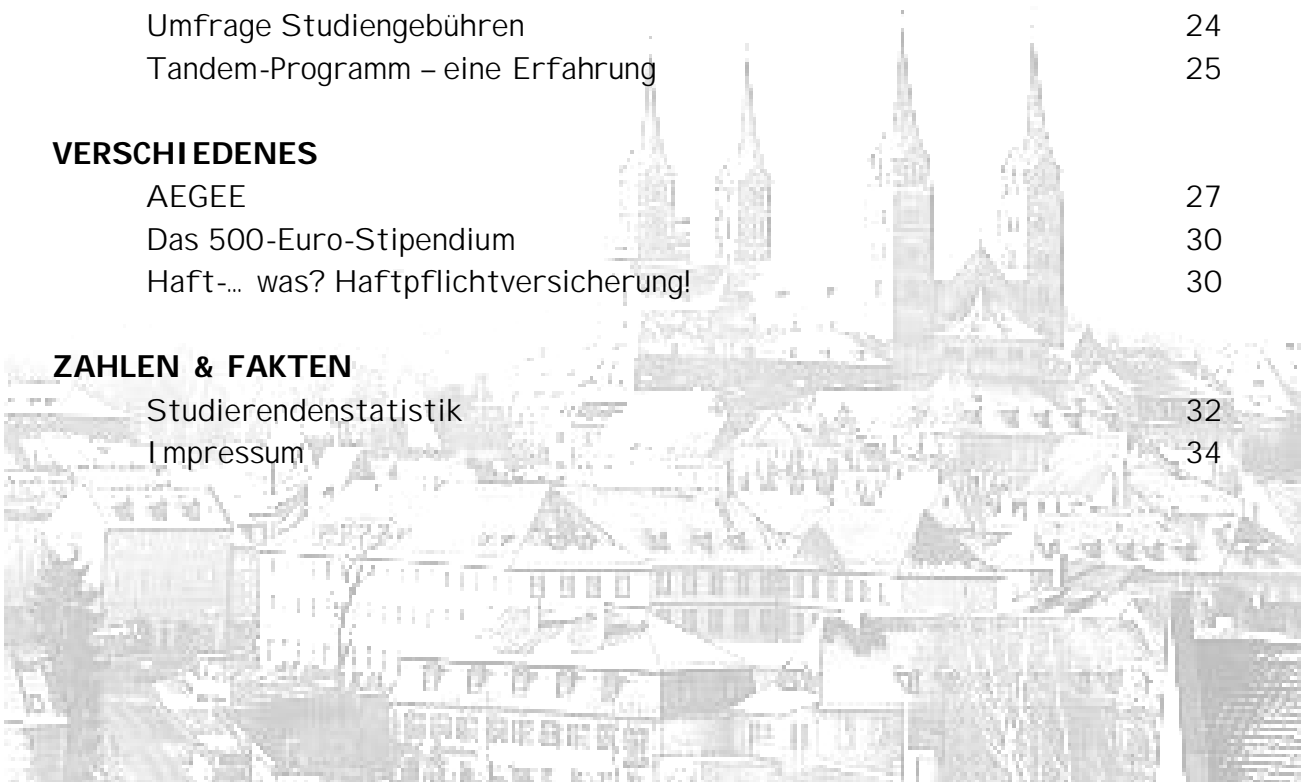 Umfrage Studiengebühren 24
Tandem-Programm – eine Erfahrung 25
VERSCHIEDENES
AEGEE 27
Das 500-Euro-Stipendium 30
Haft-... was? Haftpflichtversicherung! 30
ZAHLEN & FAKTEN
Studierendenstatistik 32
Impressum 34